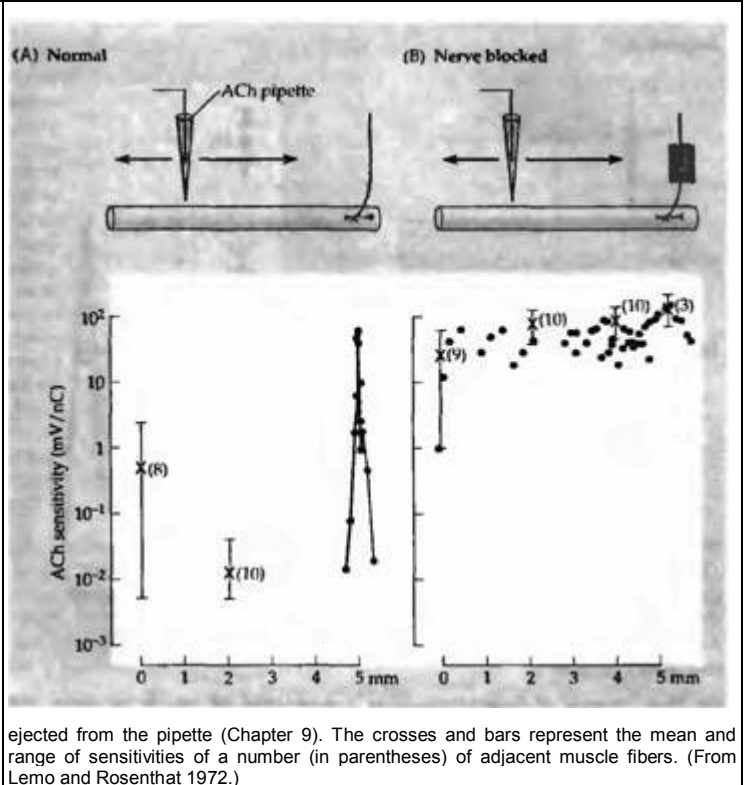 (A) Normal
(B) Nerve blocked
ACh pipette
ACh sensitivity (mV/nC)
10²
10
1
10⁻¹
10⁻²
10⁻³
(8)
(10)
0 1 2 3 4 5 mm
(9)
(10)
(10)
(3)
0 1 2 3 4 5 mm
ejected from the pipette (Chapter 9). The crosses and bars represent the mean and
range of sensitivities of a number (in parentheses) of adjacent muscle fibers. (From
Lemo and Rosenthat 1972.)